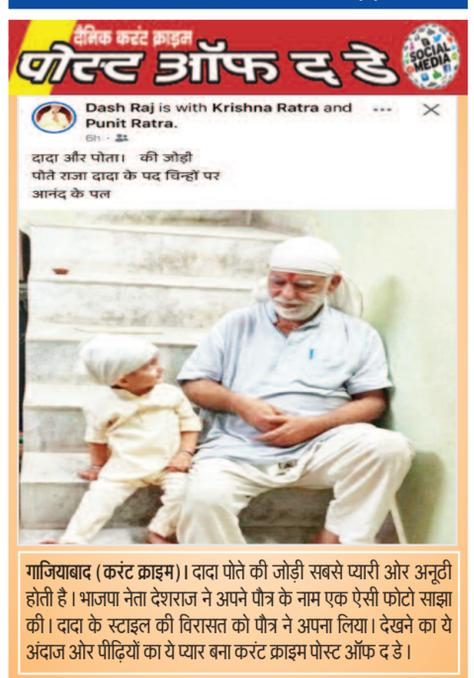 दैनिक करंट क्राइम
पोस्ट ऑफ द डे
SOCIAL
MEDIA
Dash Raj is with Krishna Ratra and
Punit Ratra.
6h
दादा और पोता। की जोड़ी
पोते राजा दादा के पद चिन्हों पर
आनंद के पल
गाजियाबाद (करंट क्राइम)। दादा पोते की जोड़ी सबसे प्यारी ओर अनूठी
होती है। भाजपा नेता देशराज ने अपने पौत्र के नाम एक ऐसी फोटो साझा
की। दादा के स्टाइल की विरासत को पौत्र ने अपना लिया। देखने का ये
अंदाज ओर पीढ़ियों का ये प्यार बना करंट क्राइम पोस्ट ऑफ द डे।